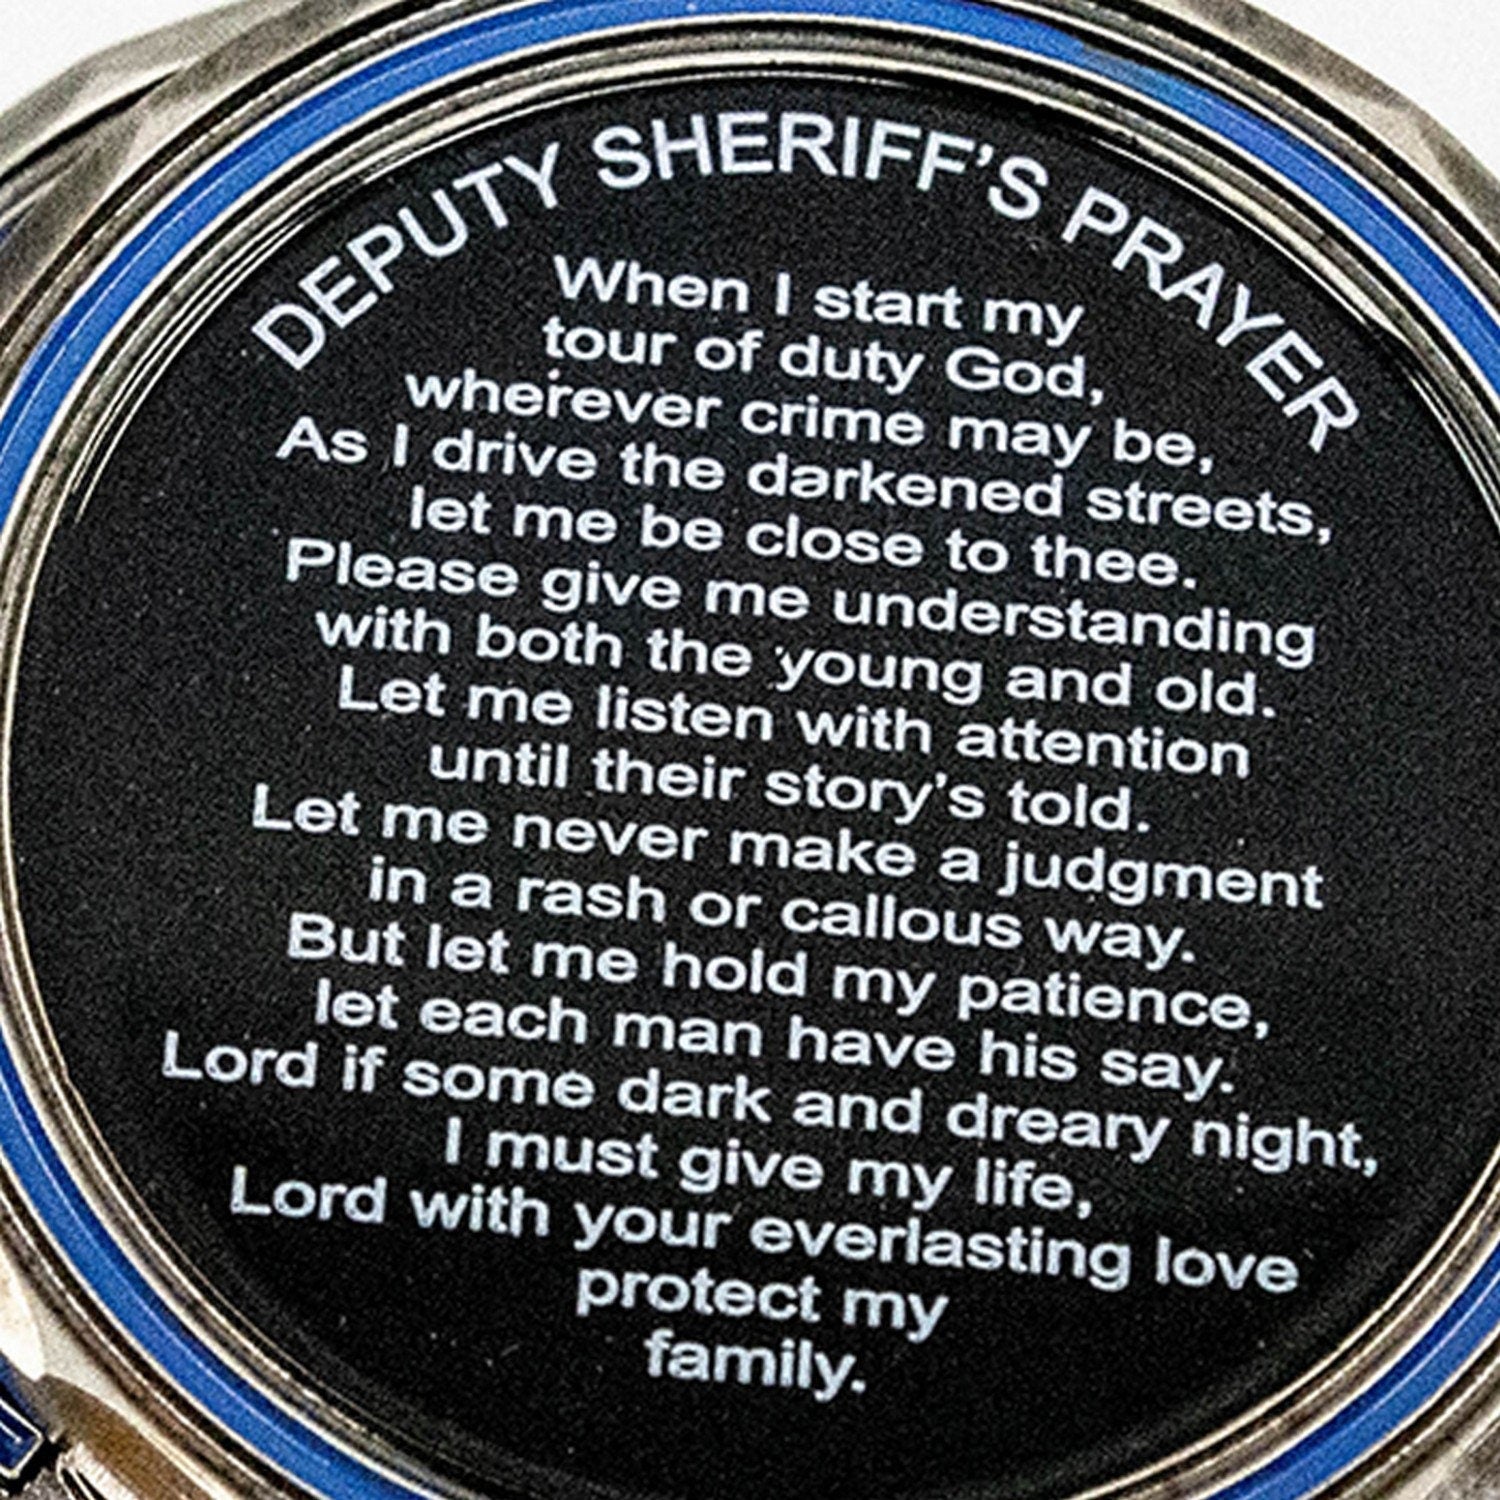 DEPUTY SHERIFF'S PRAYER
When I start my
tour of duty God,
wherever crime may be,
As I drive the darkened streets,
let me be close to thee.
Please give me understanding
with both the young and old.
Let me listen with attention
until their story's told.
Let me never make a judgment
in a rash or callous way.
But let me hold my patience,
let each man have his say.
Lord if some dark and dreary night,
I must give my life,
Lord with your everlasting love
protect my
family.